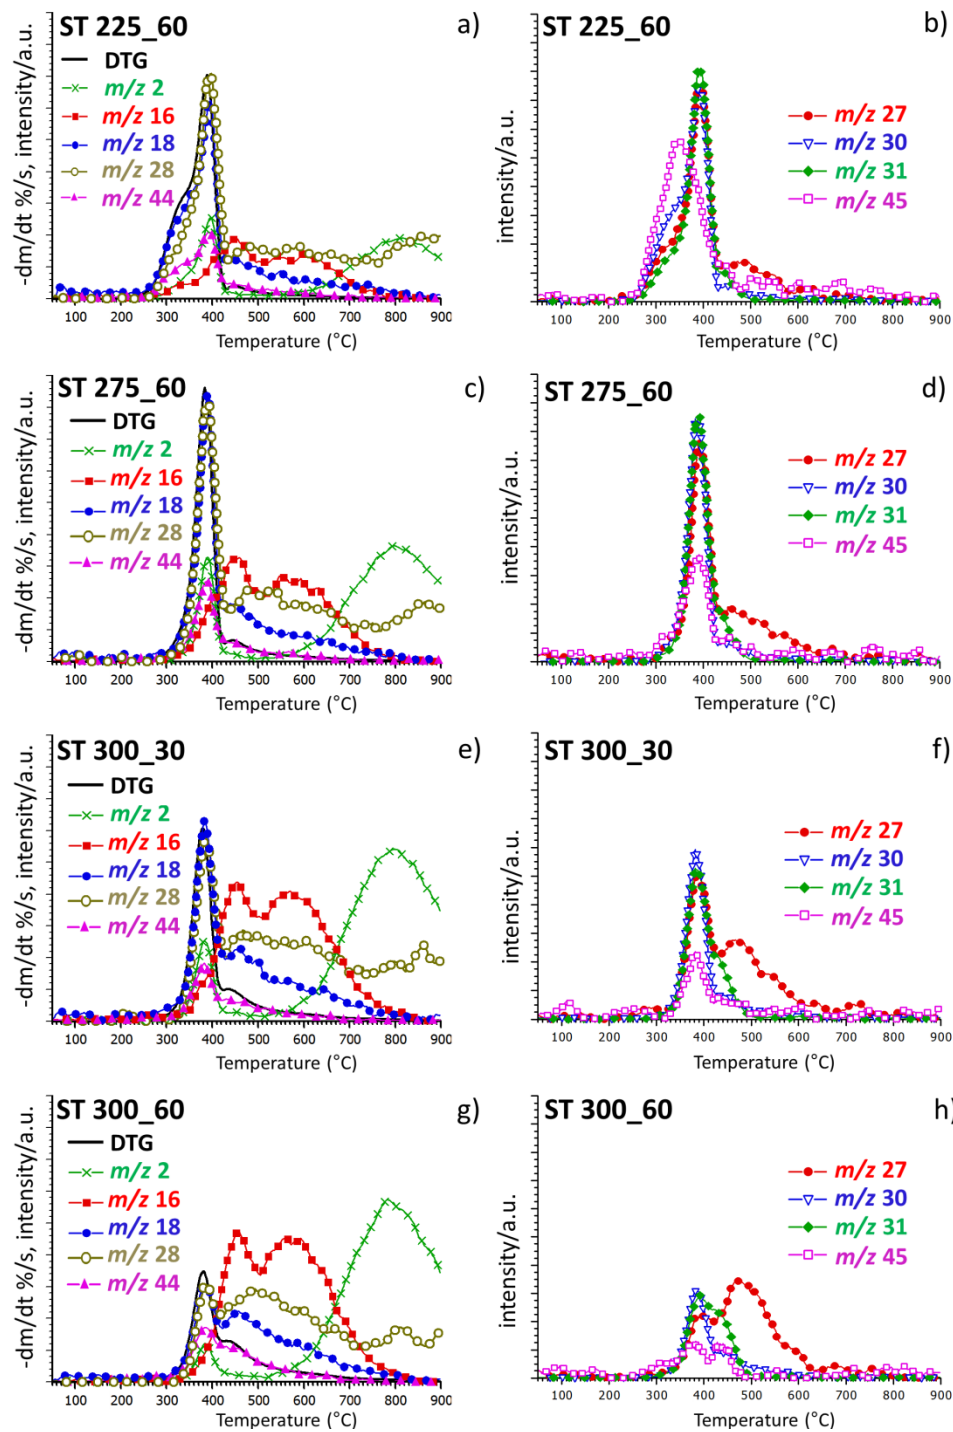 ST 225_60
a)
DTG
m/z 2
m/z 16
m/z 18
m/z 28
m/z 44
-dm/dt %/s, intensity/a.u.
100 200 300 400 500 600 700 800 900
Temperature (°C)
ST 225_60
b)
m/z 27
m/z 30
m/z 31
m/z 45
intensity/a.u.
100 200 300 400 500 600 700 800 900
Temperature (°C)
ST 275_60
c)
DTG
m/z 2
m/z 16
m/z 18
m/z 28
m/z 44
-dm/dt %/s, intensity/a.u.
100 200 300 400 500 600 700 800 900
Temperature (°C)
ST 275_60
d)
m/z 27
m/z 30
m/z 31
m/z 45
intensity/a.u.
100 200 300 400 500 600 700 800 900
Temperature (°C)
ST 300_30
e)
DTG
m/z 2
m/z 16
m/z 18
m/z 28
m/z 44
-dm/dt %/s, intensity/a.u.
100 200 300 400 500 600 700 800 900
Temperature (°C)
ST 300_30
f)
m/z 27
m/z 30
m/z 31
m/z 45
intensity/a.u.
100 200 300 400 500 600 700 800 900
Temperature (°C)
ST 300_60
g)
DTG
m/z 2
m/z 16
m/z 18
m/z 28
m/z 44
-dm/dt %/s, intensity/a.u.
100 200 300 400 500 600 700 800 900
Temperature (°C)
ST 300_60
h)
m/z 27
m/z 30
m/z 31
m/z 45
intensity/a.u.
100 200 300 400 500 600 700 800 900
Temperature (°C)